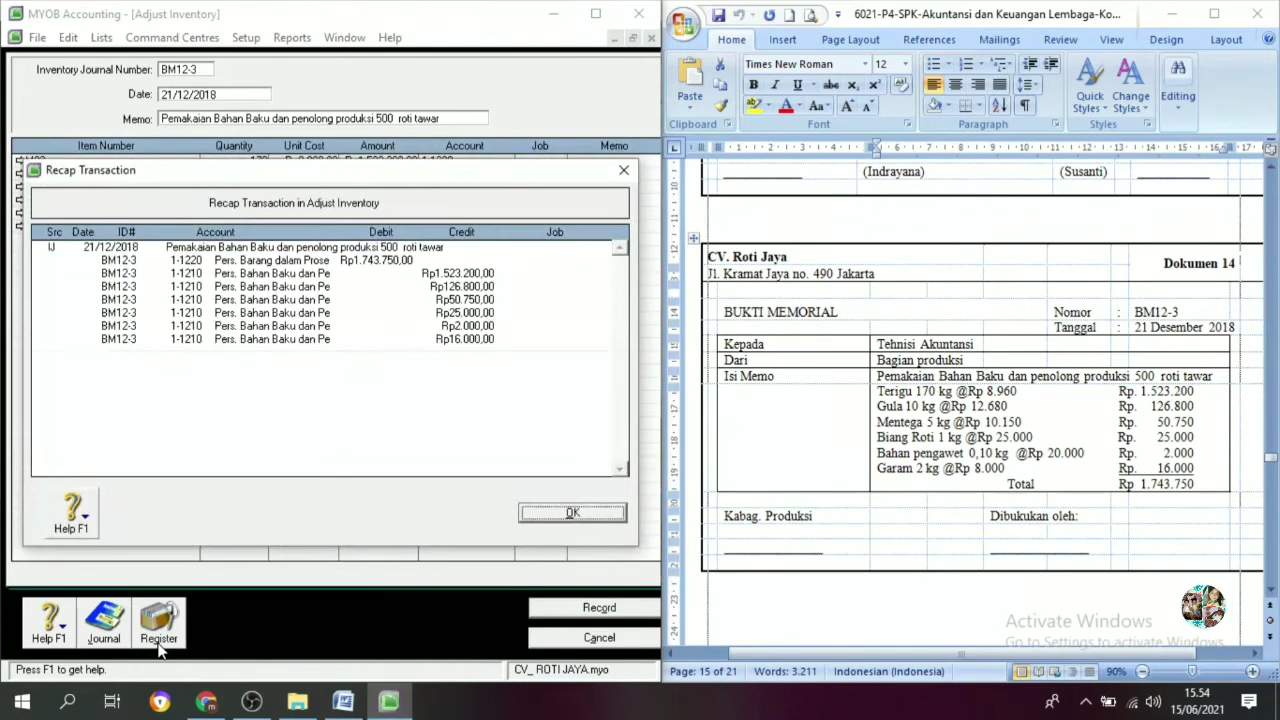 MYOB Accounting - [Adjust Inventory]
File Edit Lists Command Centres Setup Reports Window Help
Inventory Journal Number: BM12-3
Date: 21/12/2018
Memo: Pemakaian Bahan Baku dan penolong produksi 500 roti tawar
Item Number Quantity Unit Cost Amount Account Job Memo
Recap Transaction
Recap Transaction in Adjust Inventory
Src Date ID# Account Debit Credit Job
IJ 21/12/2018 Pemakaian Bahan Baku dan penolong produksi 500 roti tawar
BM12-3 1-1220 Pers. Barang dalam Prose Rp1.743.750,00
BM12-3 1-1210 Pers. Bahan Baku dan Pe Rp1.523.200,00
BM12-3 1-1210 Pers. Bahan Baku dan Pe Rp126.800,00
BM12-3 1-1210 Pers. Bahan Baku dan Pe Rp50.750,00
BM12-3 1-1210 Pers. Bahan Baku dan Pe Rp25.000,00
BM12-3 1-1210 Pers. Bahan Baku dan Pe Rp2.000,00
BM12-3 1-1210 Pers. Bahan Baku dan Pe Rp16.000,00
Help F1
OK
Record
Cancel
Help F1 Journal Register
Press F1 to get help. CV_ ROTI JAYA.myo
6021-P4-SPK-Akuntansi dan Keuangan Lembaga-Ko...
Home Insert Page Layout References Mailings Review View Design Layout
Times New Roman 12
Paste Quick Styles Change Styles Editing
Clipboard Font Paragraph Styles
(Indrayana) (Susanti)
CV. Roti Jaya
Jl. Kramat Jaya no. 490 Jakarta
Dokumen 14
BUKTI MEMORIAL Nomor : BM12-3
Tanggal : 21 Desember 2018
Kepada Tehnisi Akuntansi
Dari Bagian produksi
Isi Memo Pemakaian Bahan Baku dan penolong produksi 500 roti tawar
Terigu 170 kg @Rp 8.960 Rp. 1.523.200
Gula 10 kg @Rp 12.680 Rp. 126.800
Mentega 5 kg @Rp 10.150 Rp. 50.750
Biang Roti 1 kg @Rp 25.000 Rp. 25.000
Bahan pengawet 0,10 kg @Rp 20.000 Rp. 2.000
Garam 2 kg @Rp 8.000 Rp. 16.000
Total Rp 1.743.750
Kabag. Produksi Dibukukan oleh:
Activate Windows
Go to Settings to activate Windows.
Page: 15 of 21 Words: 3.211 Indonesian (Indonesia) 90%
15.54
15/06/2021